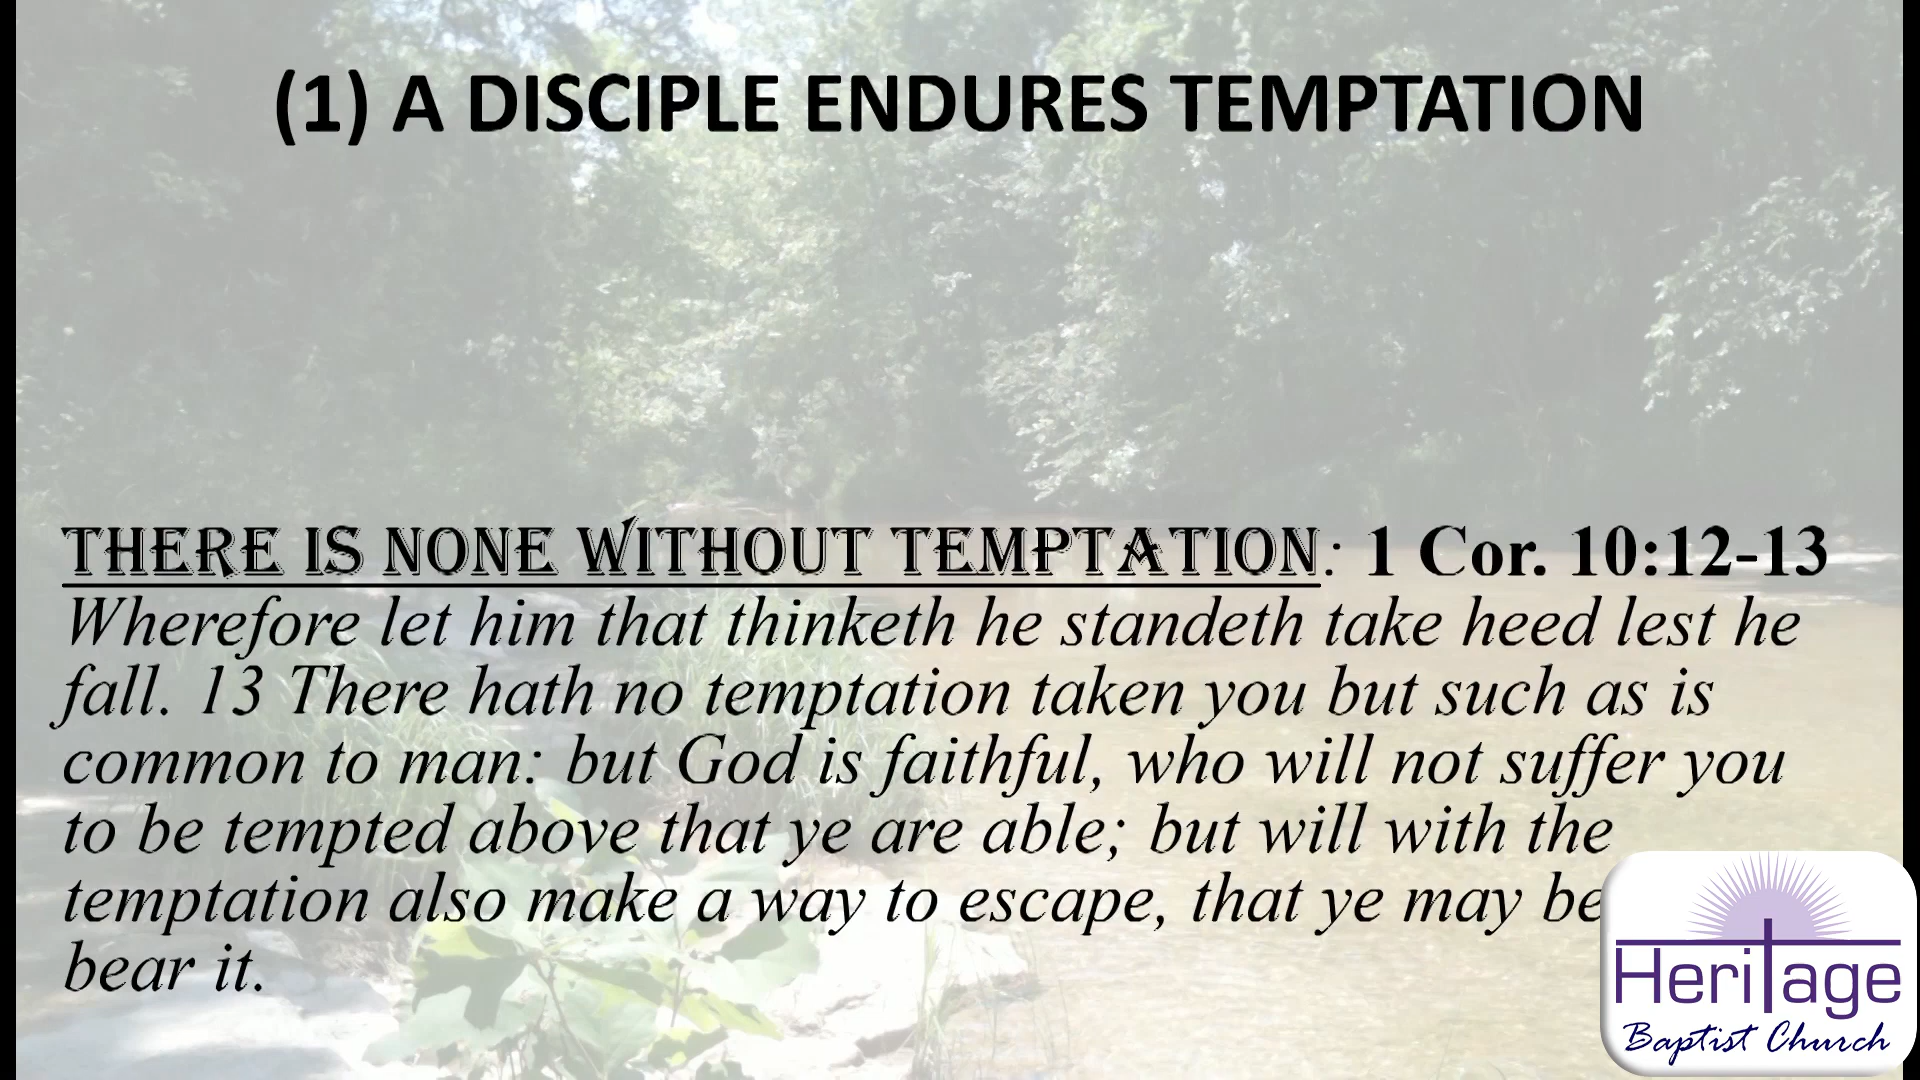 (1) A DISCIPLE ENDURES TEMPTATION
THERE IS NONE WITHOUT TEMPTATION: 1 Cor. 10:12-13
Wherefore let him that thinketh he standeth take heed lest he
fall. 13 There hath no temptation taken you but such as is
common to man: but God is faithful, who will not suffer you
to be tempted above that ye are able; but will with the
temptation also make a way to escape, that ye may be
bear it.
Heritage
Baptist Church